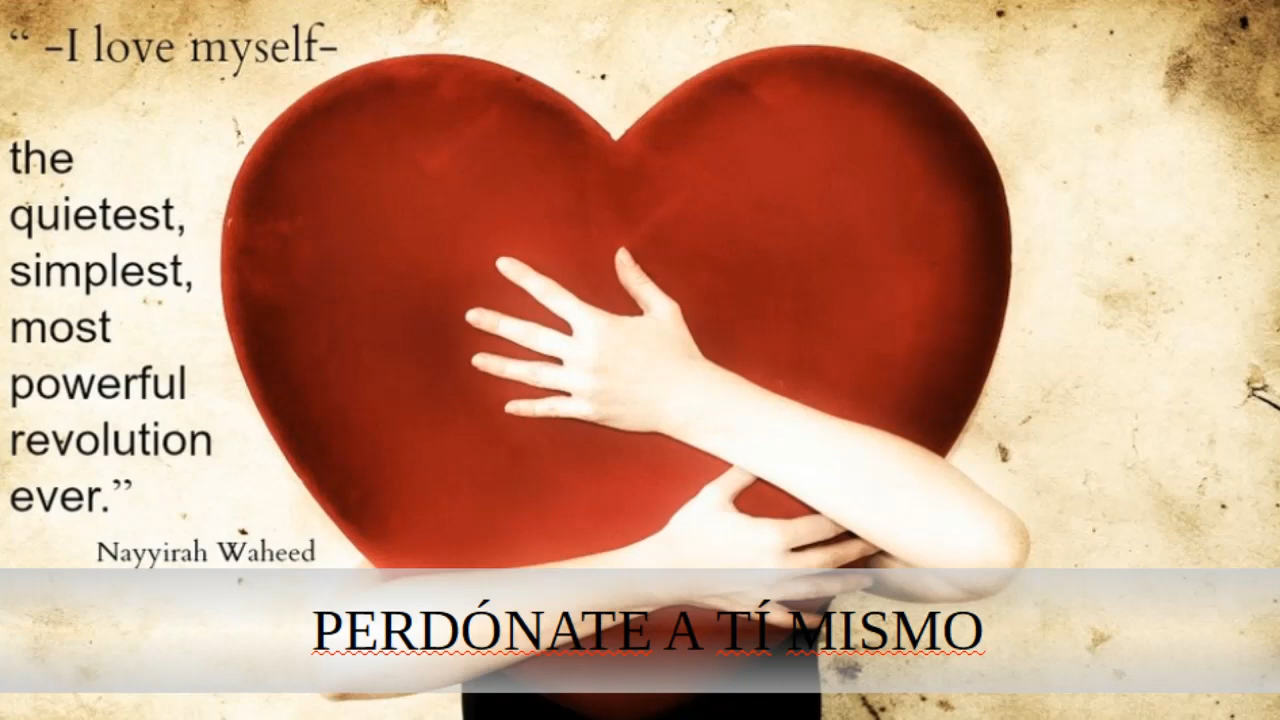 “ -I love myself-
the
quietest,
simplest,
most
powerful
revolution
ever.”
Nayyirah Waheed
PERDÓNATE A TÍ MISMO